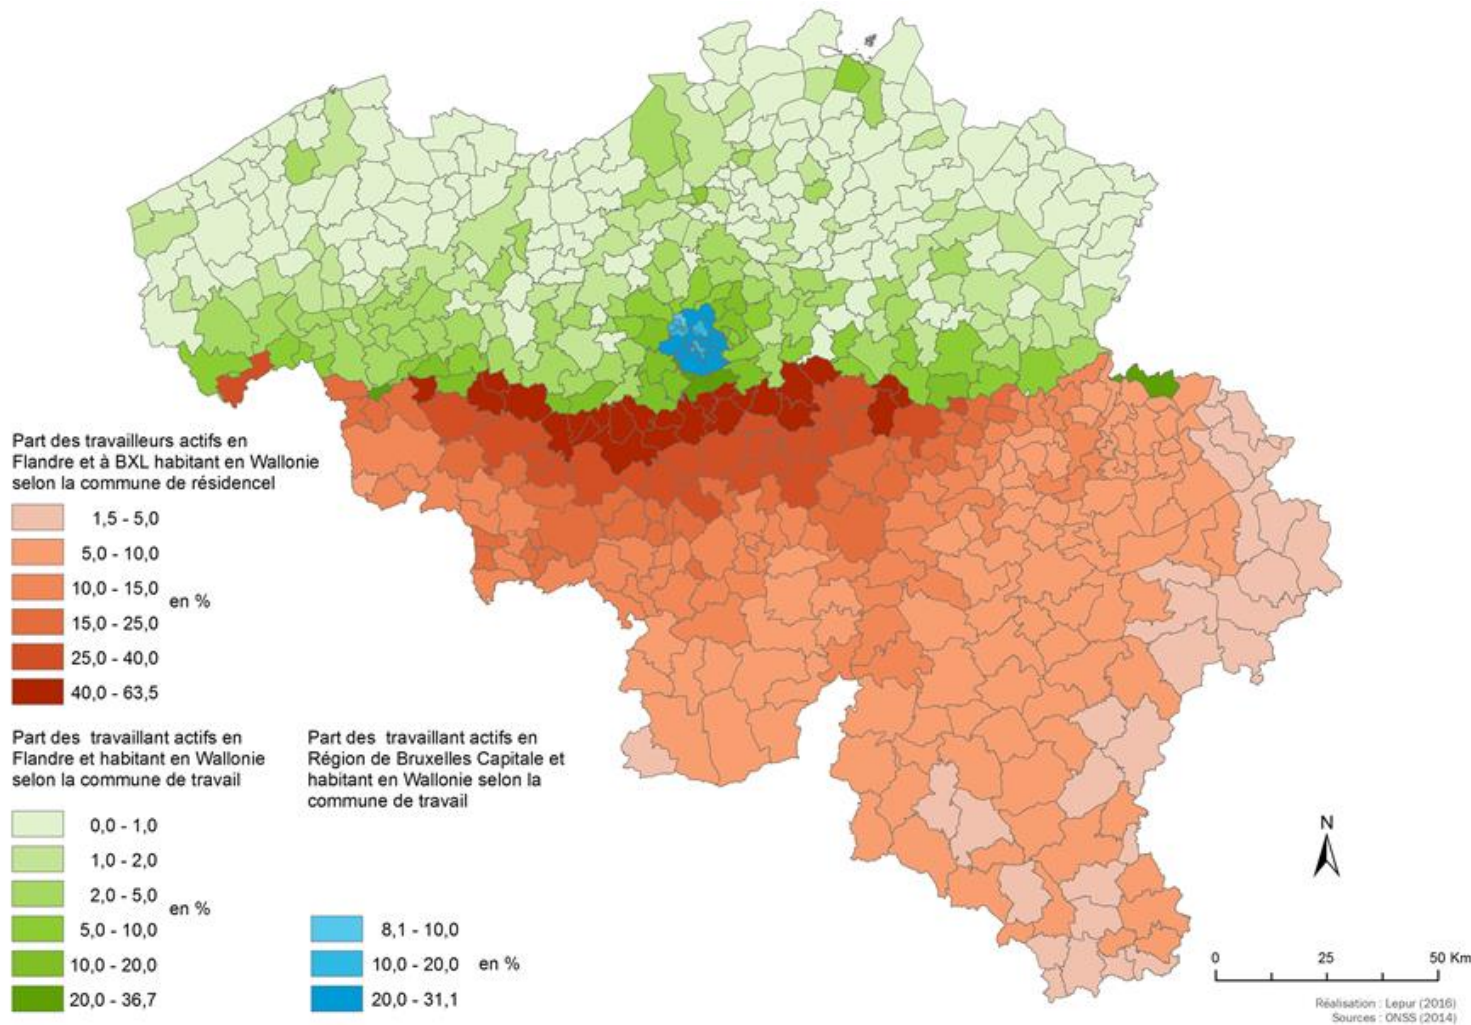 Part des travailleurs actifs en
Flandre et à BXL habitant en Wallonie
selon la commune de résidencel
1,5 - 5,0
5,0 - 10,0
10,0 - 15,0
en %
15,0 - 25,0
25,0 - 40,0
40,0 - 63,5
Part des travaillant actifs en
Flandre et habitant en Wallonie
selon la commune de travail
0,0 - 1,0
1,0 - 2,0
2,0 - 5,0
en %
5,0 - 10,0
10,0 - 20,0
20,0 - 36,7
Part des travaillant actifs en
Région de Bruxelles Capitale et
habitant en Wallonie selon la
commune de travail
8,1 - 10,0
10,0 - 20,0 en %
20,0 - 31,1
N
0 25 50 Km
Réalisation : Lepur (2016)
Sources : ONSS (2014)